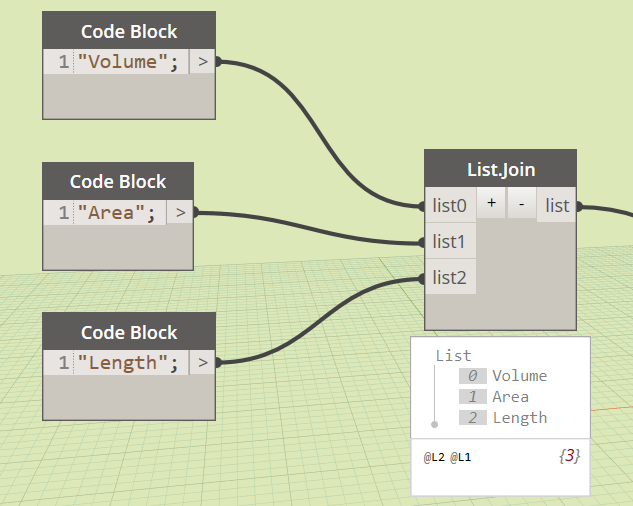 Code Block
1 "Volume"; >
Code Block
1 "Area"; >
Code Block
1 "Length"; >
List.Join
list0 + - list
list1
list2
List
0 Volume
1 Area
2 Length
@L2 @L1 {3}